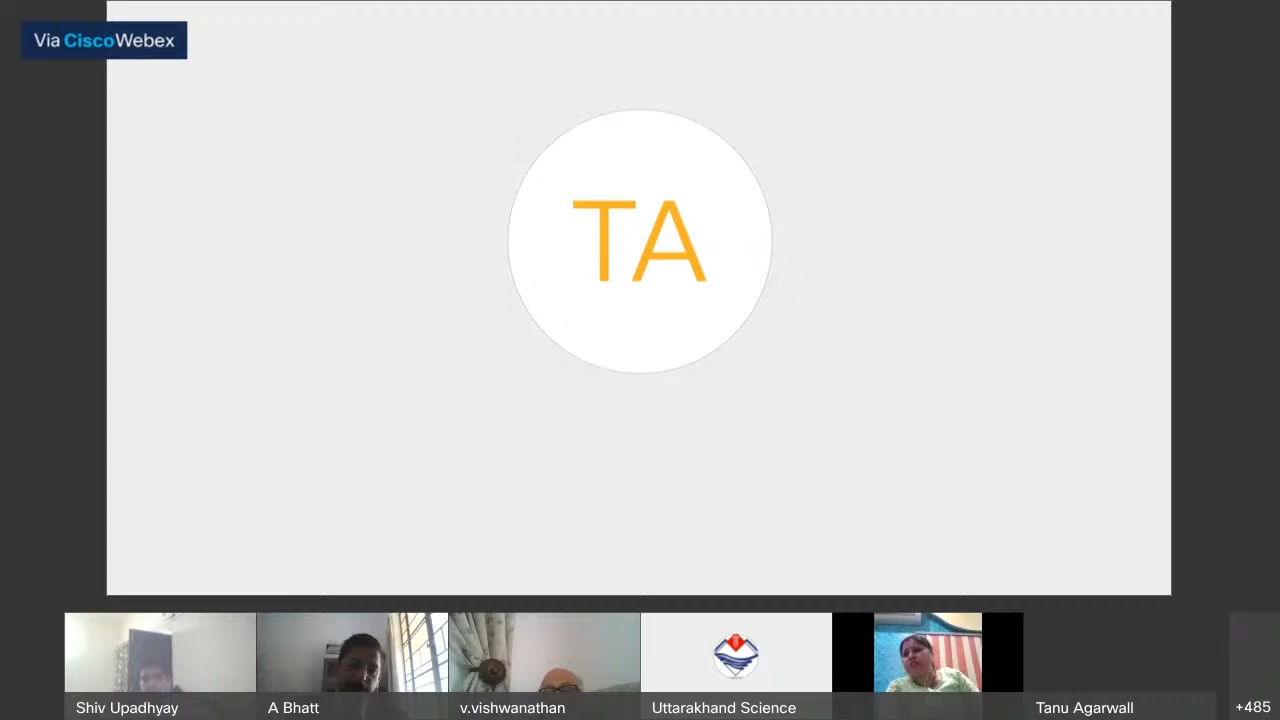 Via CiscoWebex
TA
Shiv Upadhyay
A Bhatt
v.vishwanathan
Uttarakhand Science
Tanu Agarwall
+485